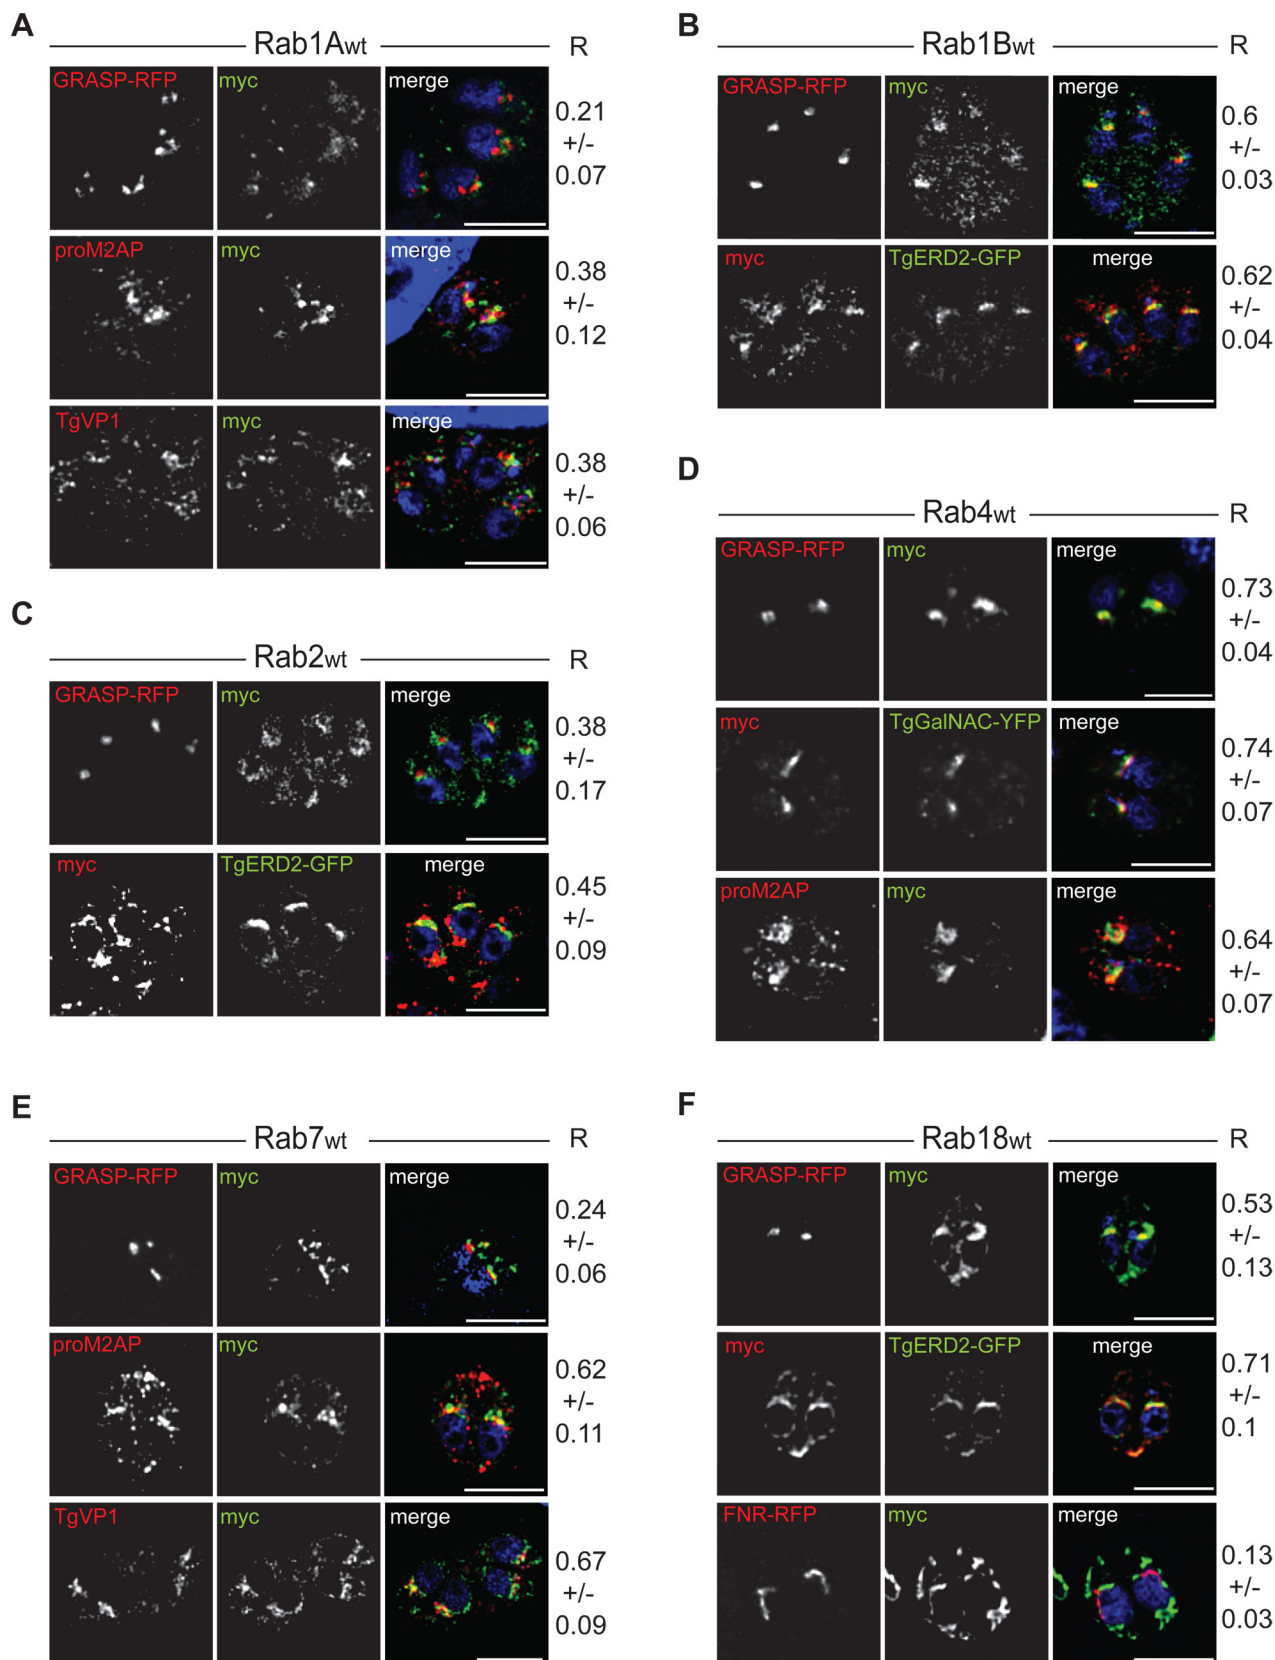 A
Rab1Awt R
GRASP-RFP myc merge
0.21
+/-
0.07
proM2AP myc merge
0.38
+/-
0.12
TgVP1 myc merge
0.38
+/-
0.06
B
Rab1Bwt R
GRASP-RFP myc merge
0.6
+/-
0.03
myc TgERD2-GFP merge
0.62
+/-
0.04
C
Rab2wt R
GRASP-RFP myc merge
0.38
+/-
0.17
myc TgERD2-GFP merge
0.45
+/-
0.09
D
Rab4wt R
GRASP-RFP myc merge
0.73
+/-
0.04
myc TgGalNAC-YFP merge
0.74
+/-
0.07
proM2AP myc merge
0.64
+/-
0.07
E
Rab7wt R
GRASP-RFP myc merge
0.24
+/-
0.06
proM2AP myc merge
0.62
+/-
0.11
TgVP1 myc merge
0.67
+/-
0.09
F
Rab18wt R
GRASP-RFP myc merge
0.53
+/-
0.13
myc TgERD2-GFP merge
0.71
+/-
0.1
FNR-RFP myc merge
0.13
+/-
0.03